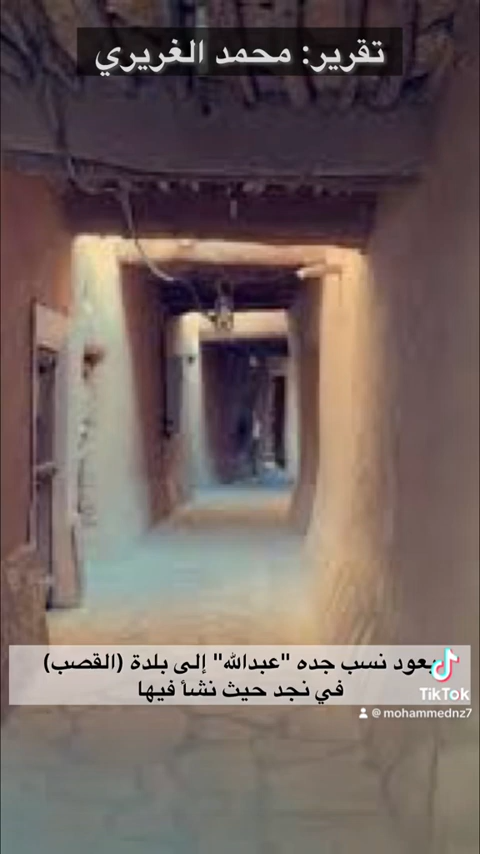 تقرير: محمد الغريري
يعود نسب جده "عبدالله" إلى بلدة (القصب)
في نجد حيث نشأ فيها
TikTok
@mohammednz7